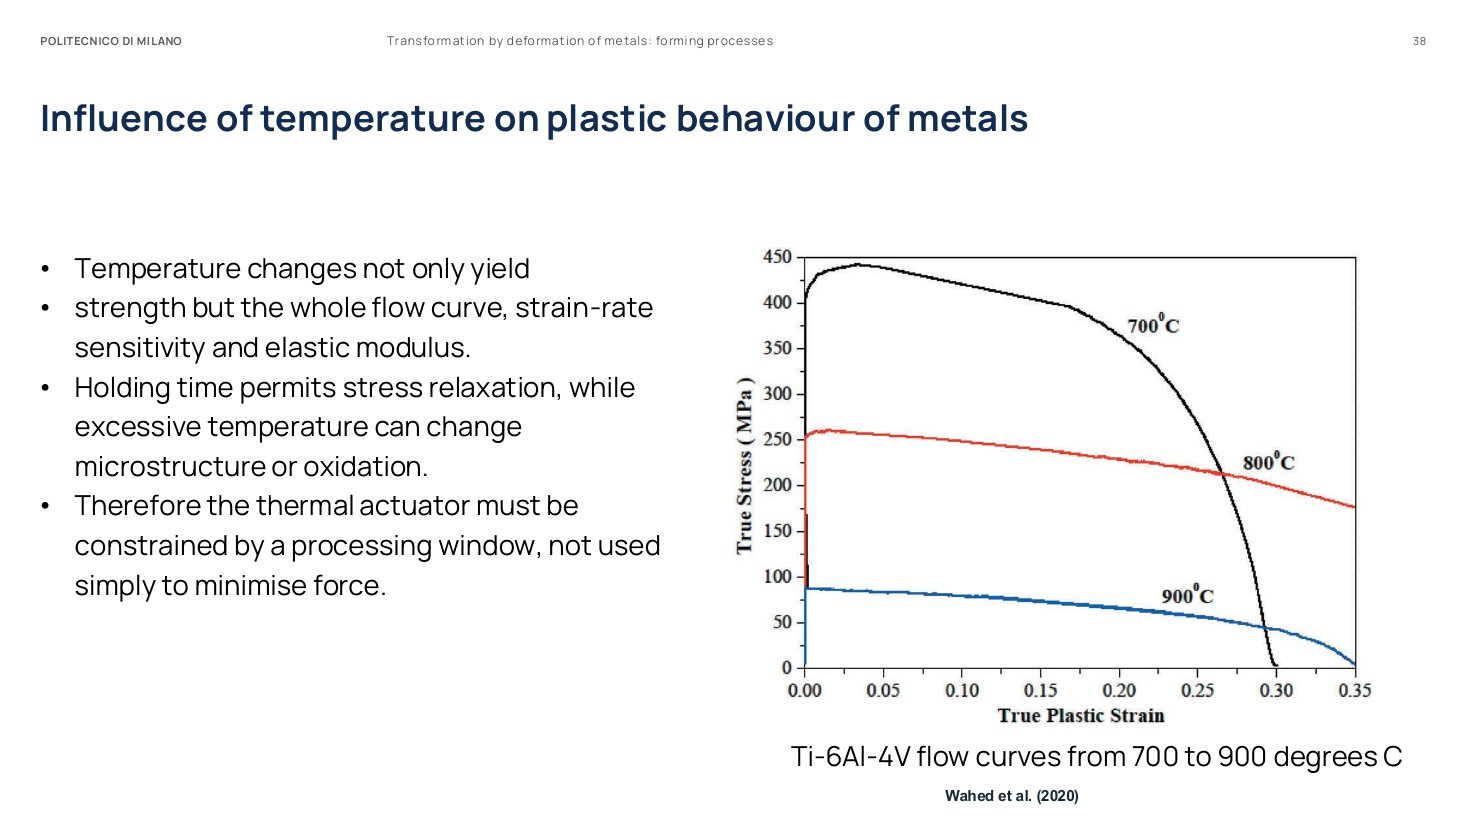 POLITECNICO DI MILANO
Transformation by deformation of metals: forming processes
38
Influence of temperature on plastic behaviour of metals
• Temperature changes not only yield
• strength but the whole flow curve, strain-rate
sensitivity and elastic modulus.
• Holding time permits stress relaxation, while
excessive temperature can change
microstructure or oxidation.
• Therefore the thermal actuator must be
constrained by a processing window, not used
simply to minimise force.
450
400
350
300
250
200
150
100
50
0
True Stress ( MPa )
700⁰C
800⁰C
900⁰C
0.00 0.05 0.10 0.15 0.20 0.25 0.30 0.35
True Plastic Strain
Ti-6Al-4V flow curves from 700 to 900 degrees C
Wahed et al. (2020)